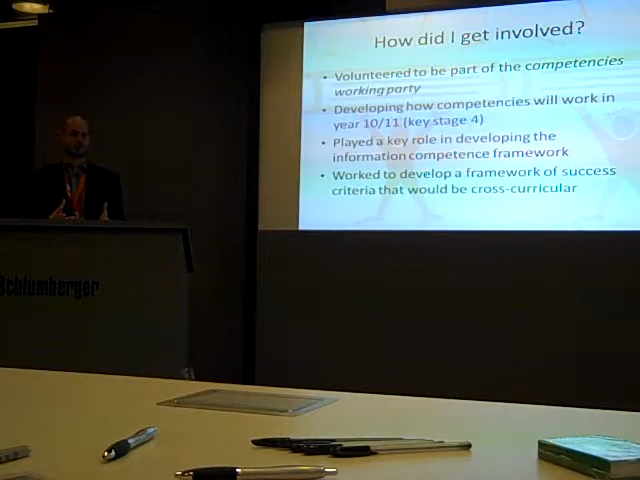 How did I get involved?
• Volunteered to be part of the competencies
working party
• Developing how competencies will work in
year 10/11 (key stage 4)
• Played a key role in developing the
information competence framework
• Worked to develop a framework of success
criteria that would be cross-curricular
Schlumberger